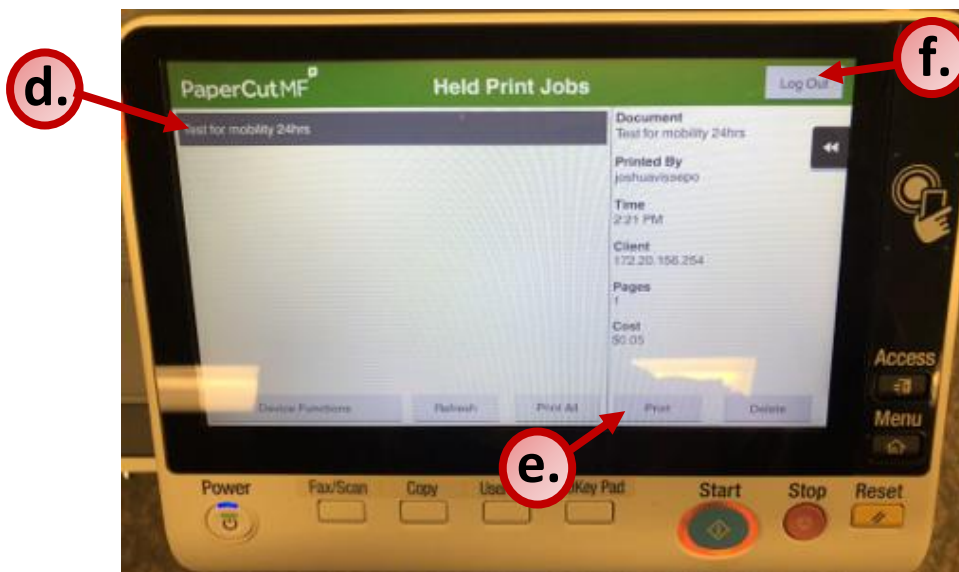 d.
f.
PaperCutMF
Held Print Jobs
Log Out
Test for mobility 24hrs
Document
Test for mobility 24hrs
Printed By
joshuavissepo
Time
2:21 PM
Client
172.20.156.254
Pages
1
Cost
$0.05
Access
Device Functions
Refresh
Print All
Print
Delete
Menu
e.
Power
Fax/Scan
Copy
Key Pad
Start
Stop
Reset